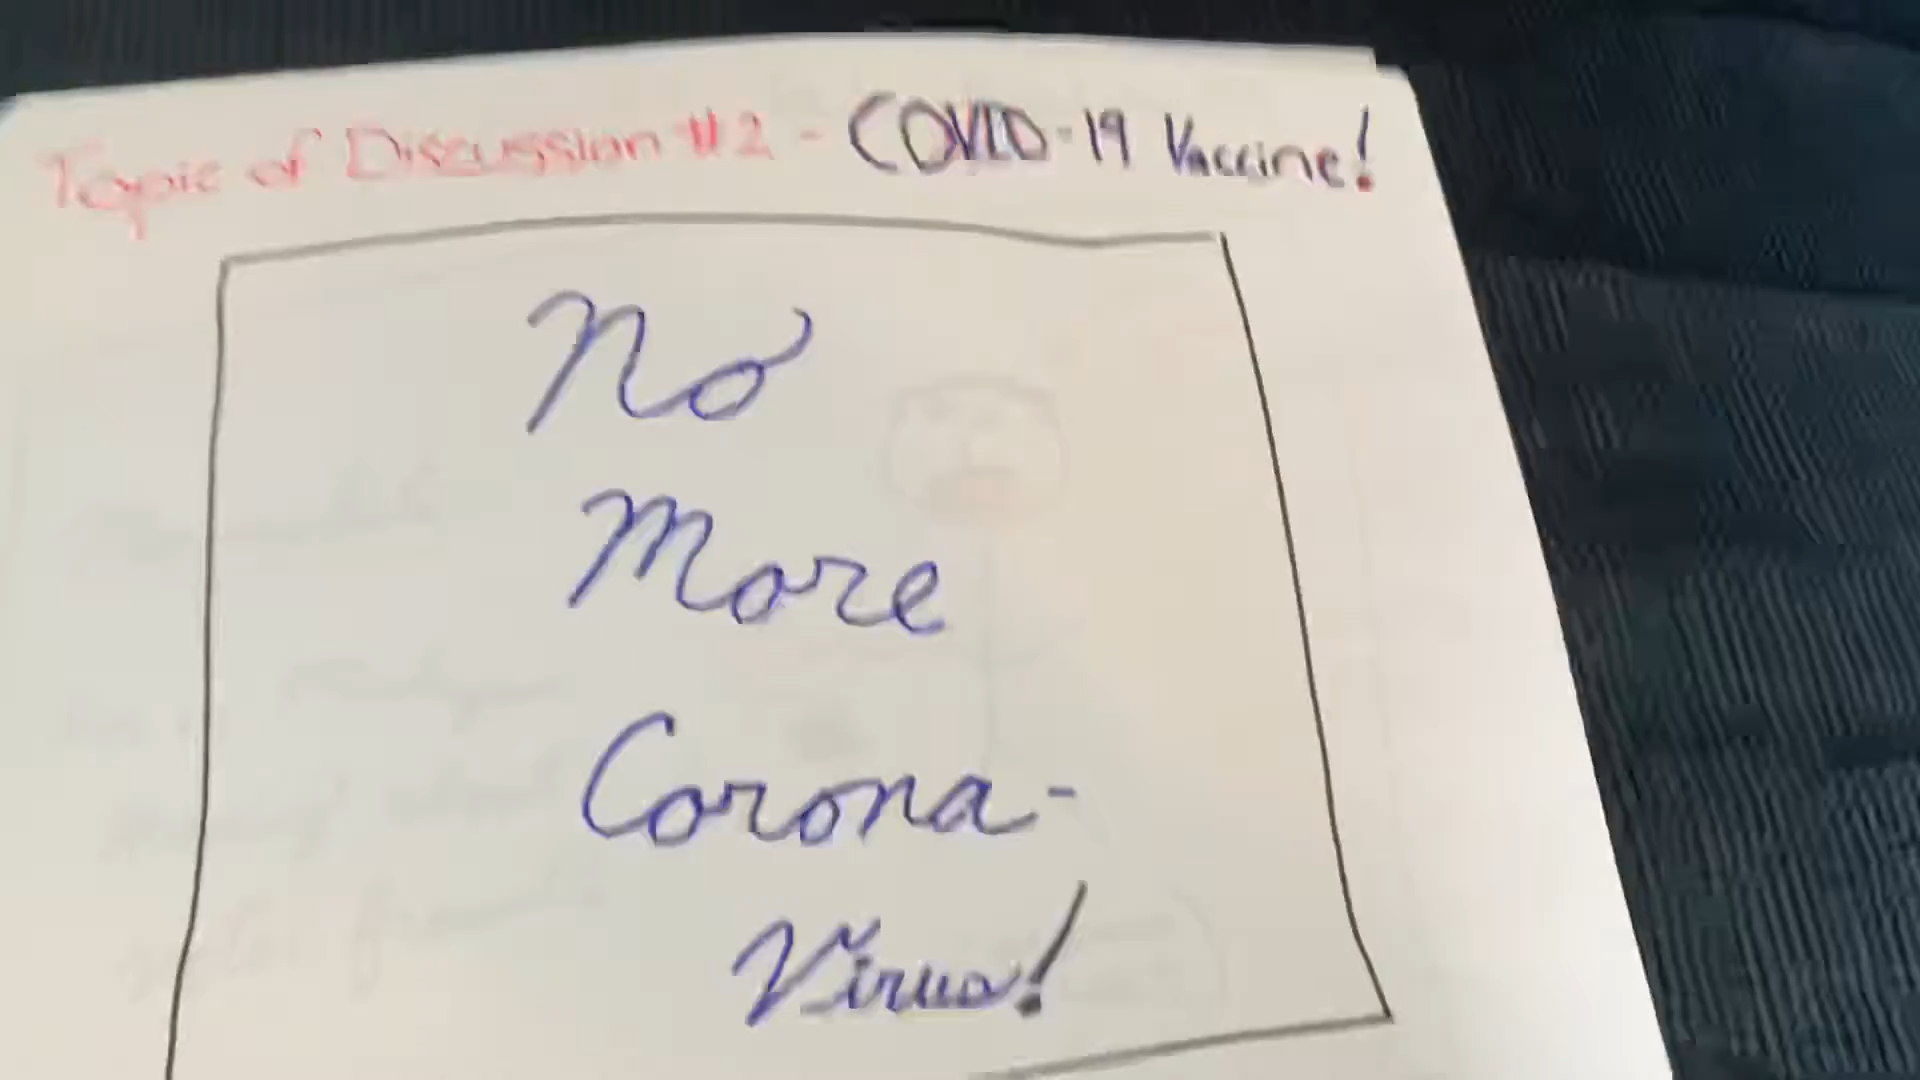 Topic of Discussion #2 - COVID-19 Vaccine!
No
More
Corona-
Virus!